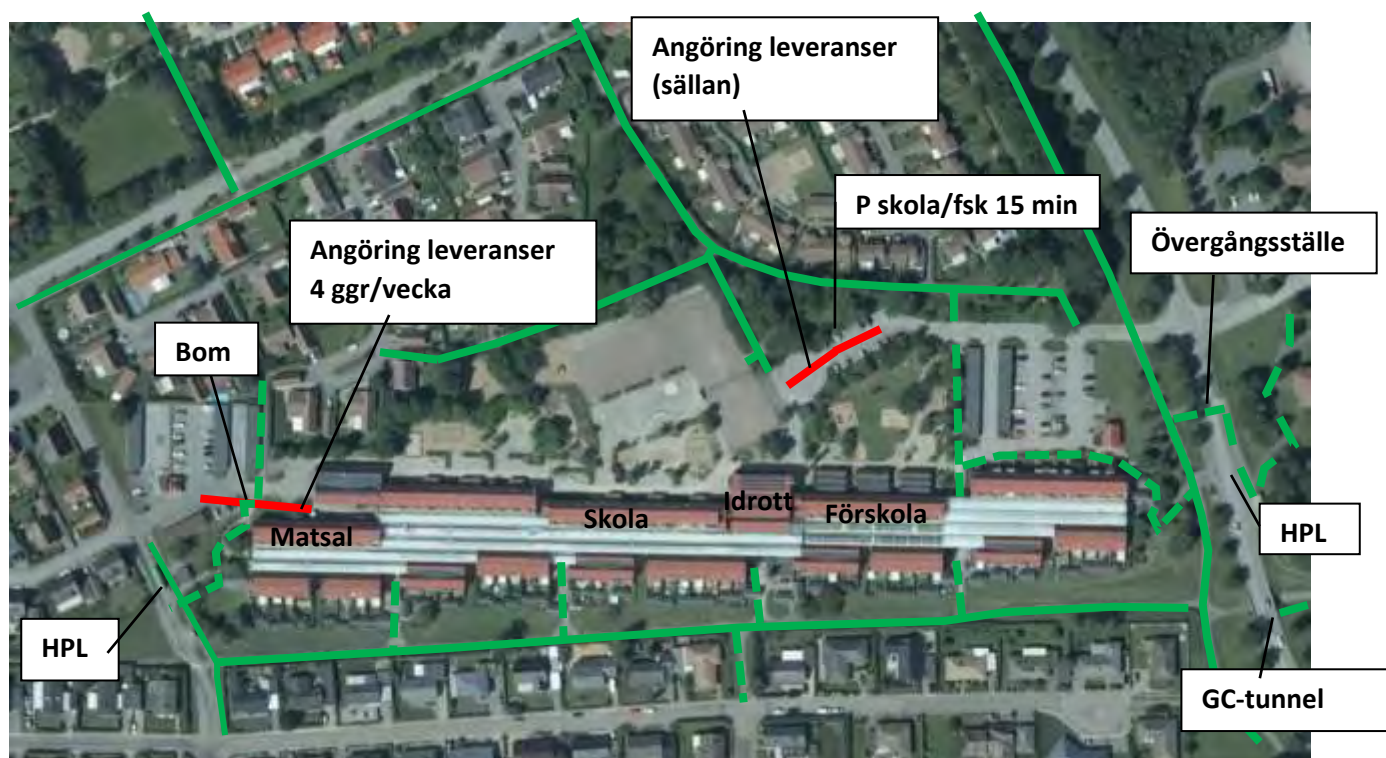 Angöring leveranser
(sällan)
P skola/fsk 15 min
Övergångsställe
Angöring leveranser
4 ggr/vecka
Bom
Idrott
Skola
Förskola
Matsal
HPL
HPL
GC-tunnel